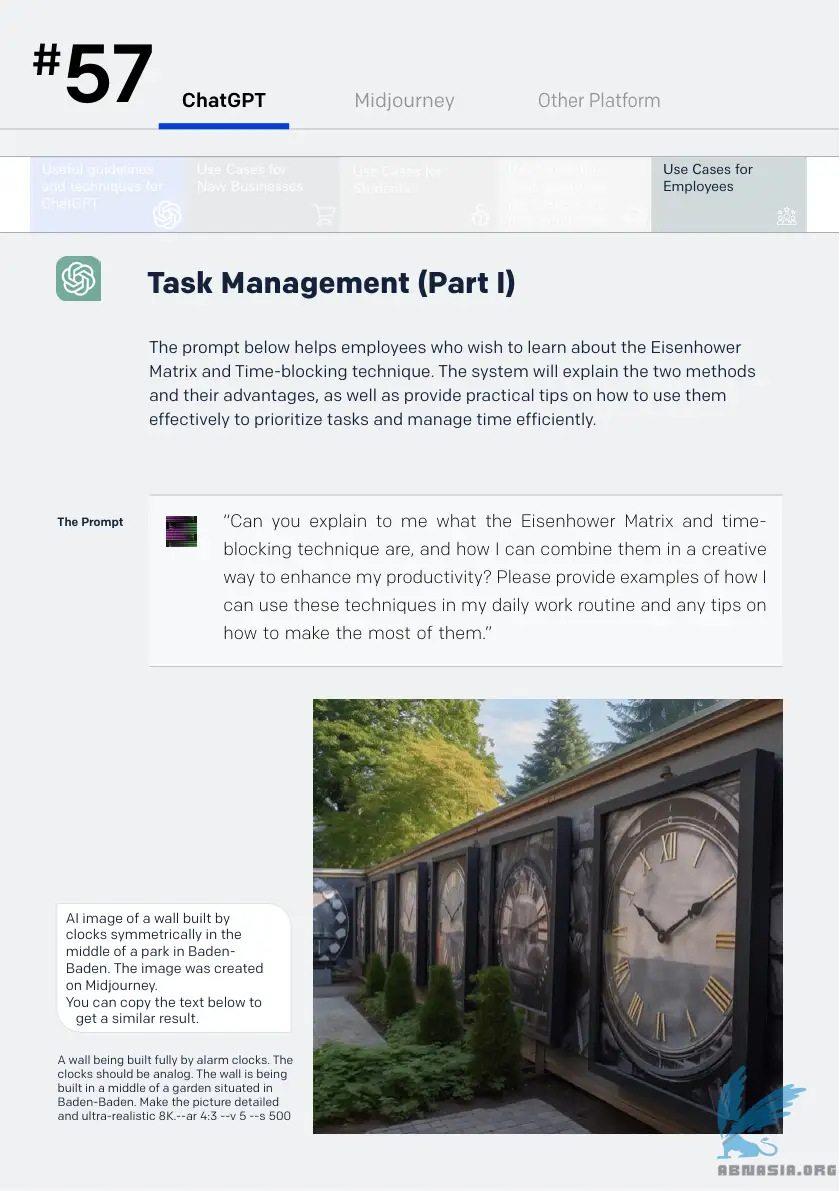 #57
ChatGPT
Midjourney
Other Platform
Useful guidelines
and techniques for
ChatGPT
Use Cases for
New Businesses
Use Cases for
Students
Use Cases for
Employees
Task Management (Part I)
The prompt below helps employees who wish to learn about the Eisenhower
Matrix and Time-blocking technique. The system will explain the two methods
and their advantages, as well as provide practical tips on how to use them
effectively to prioritize tasks and manage time efficiently.
The Prompt
“Can you explain to me what the Eisenhower Matrix and time-
blocking technique are, and how I can combine them in a creative
way to enhance my productivity? Please provide examples of how I
can use these techniques in my daily work routine and any tips on
how to make the most of them.”
AI image of a wall built by
clocks symmetrically in the
middle of a park in Baden-
Baden. The image was created
on Midjourney.
You can copy the text below to
get a similar result.
A wall being built fully by alarm clocks. The
clocks should be analog. The wall is being
built in a middle of a garden situated in
Baden-Baden. Make the picture detailed
and ultra-realistic 8K.--ar 4:3 --v 5 --s 500
ABNASIA.ORG